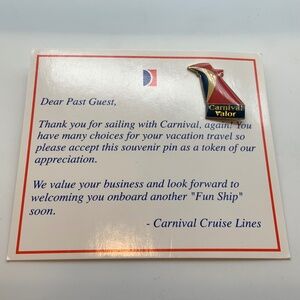 Dear Past Guest,
Carnival
Valor
Thank you for sailing with Carnival, again! You
have many choices for your vacation travel so
please accept this souvenir pin as a token of our
appreciation.
We value your business and look forward to
welcoming you onboard another "Fun Ship"
soon.
- Carnival Cruise Lines